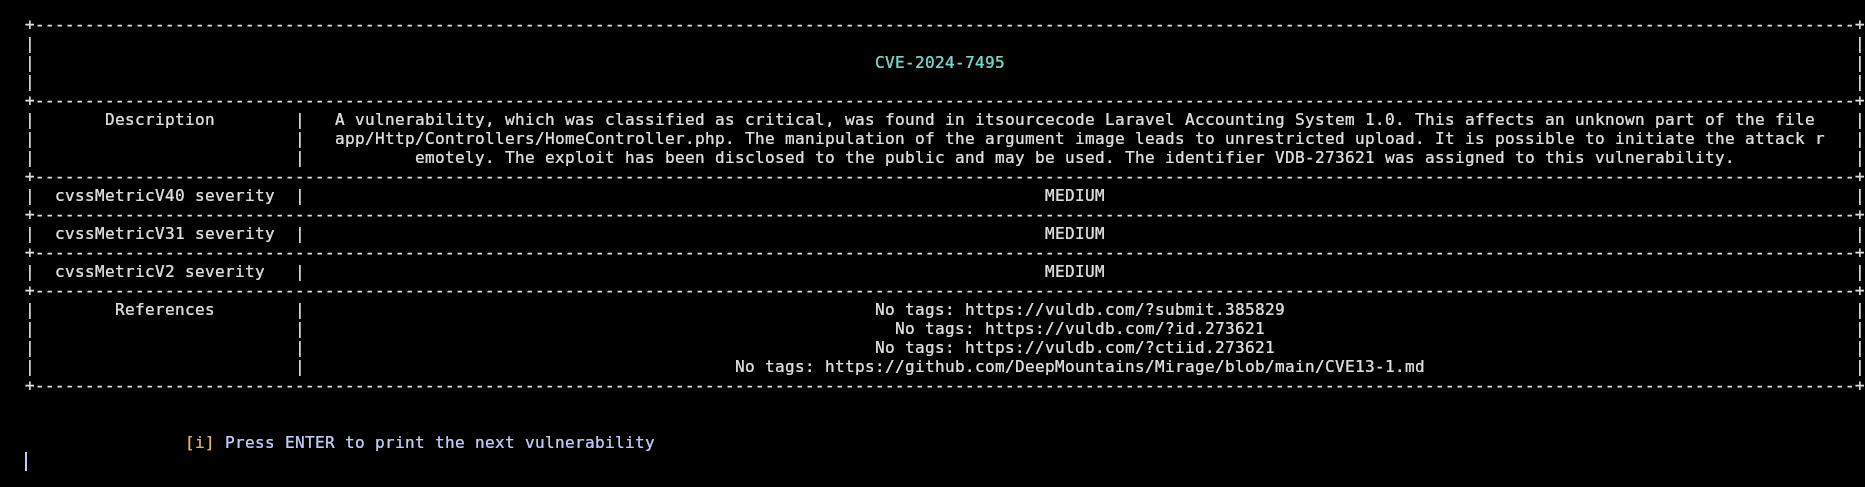 CVE-2024-7495
Description | A vulnerability, which was classified as critical, was found in itsourcecode Laravel Accounting System 1.0. This affects an unknown part of the file
app/Http/Controllers/HomeController.php. The manipulation of the argument image leads to unrestricted upload. It is possible to initiate the attack r
emotely. The exploit has been disclosed to the public and may be used. The identifier VDB-273621 was assigned to this vulnerability.
cvssMetricV40 severity | MEDIUM
cvssMetricV31 severity | MEDIUM
cvssMetricV2 severity | MEDIUM
References | No tags: https://vuldb.com/?submit.385829
No tags: https://vuldb.com/?id.273621
No tags: https://vuldb.com/?ctiid.273621
No tags: https://github.com/DeepMountains/Mirage/blob/main/CVE13-1.md
[i] Press ENTER to print the next vulnerability